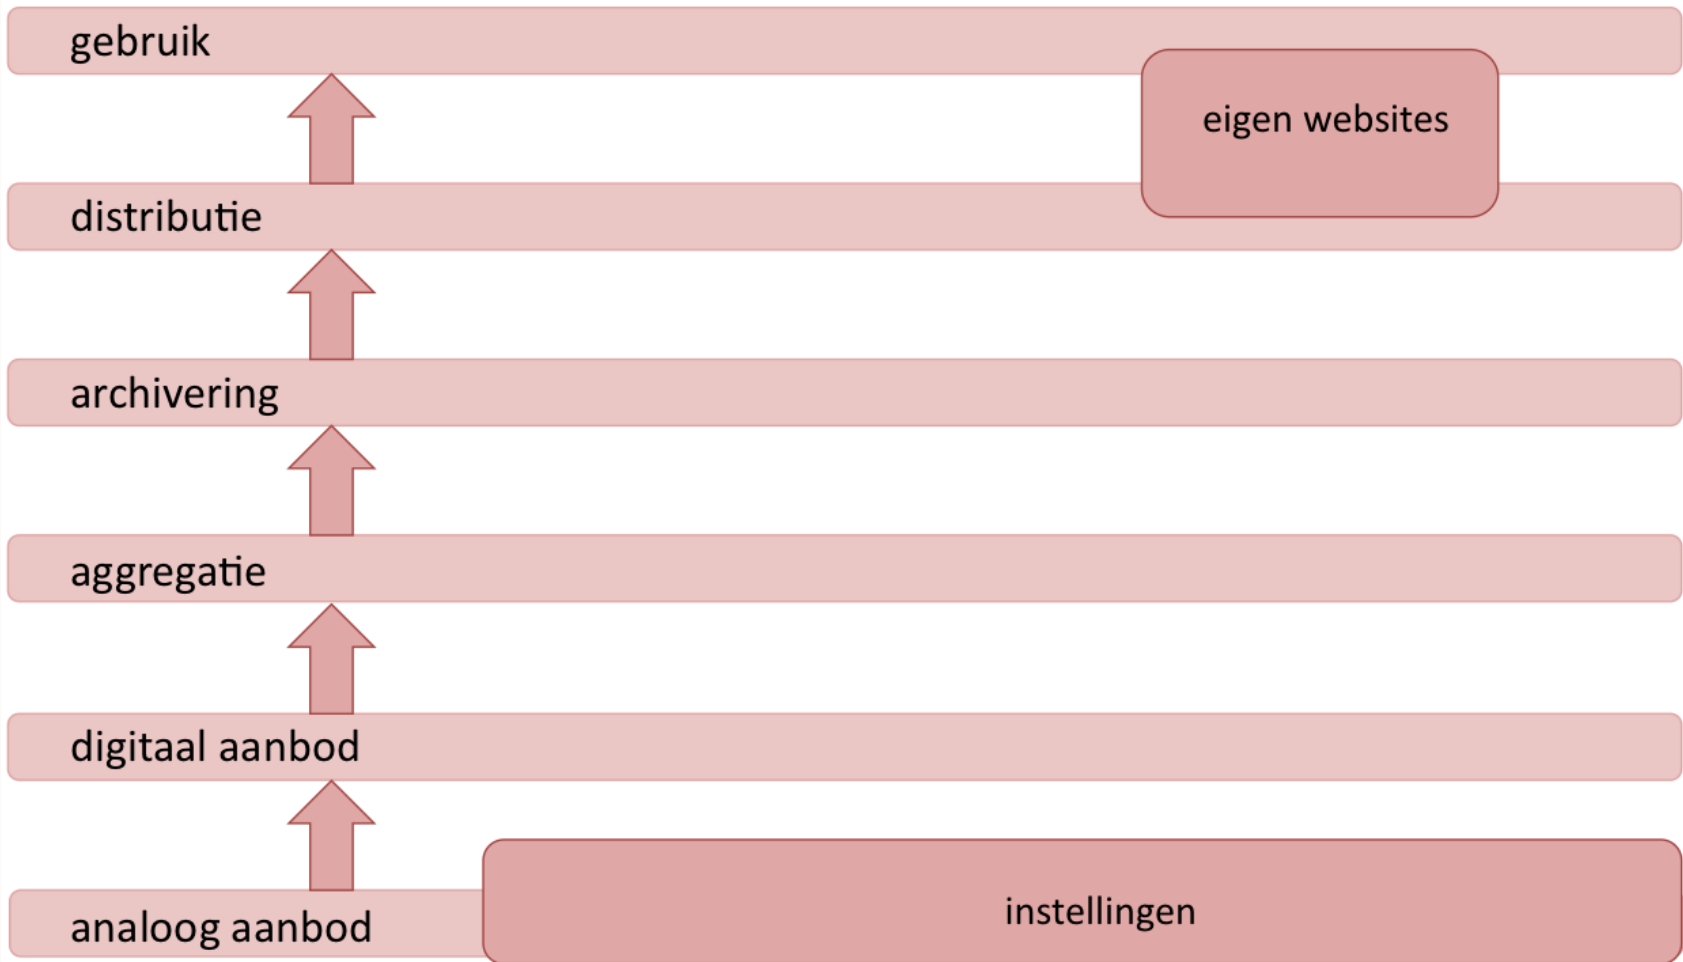 gebruik
eigen websites
distributie
archivering
aggregatie
digitaal aanbod
instellingen
analoog aanbod